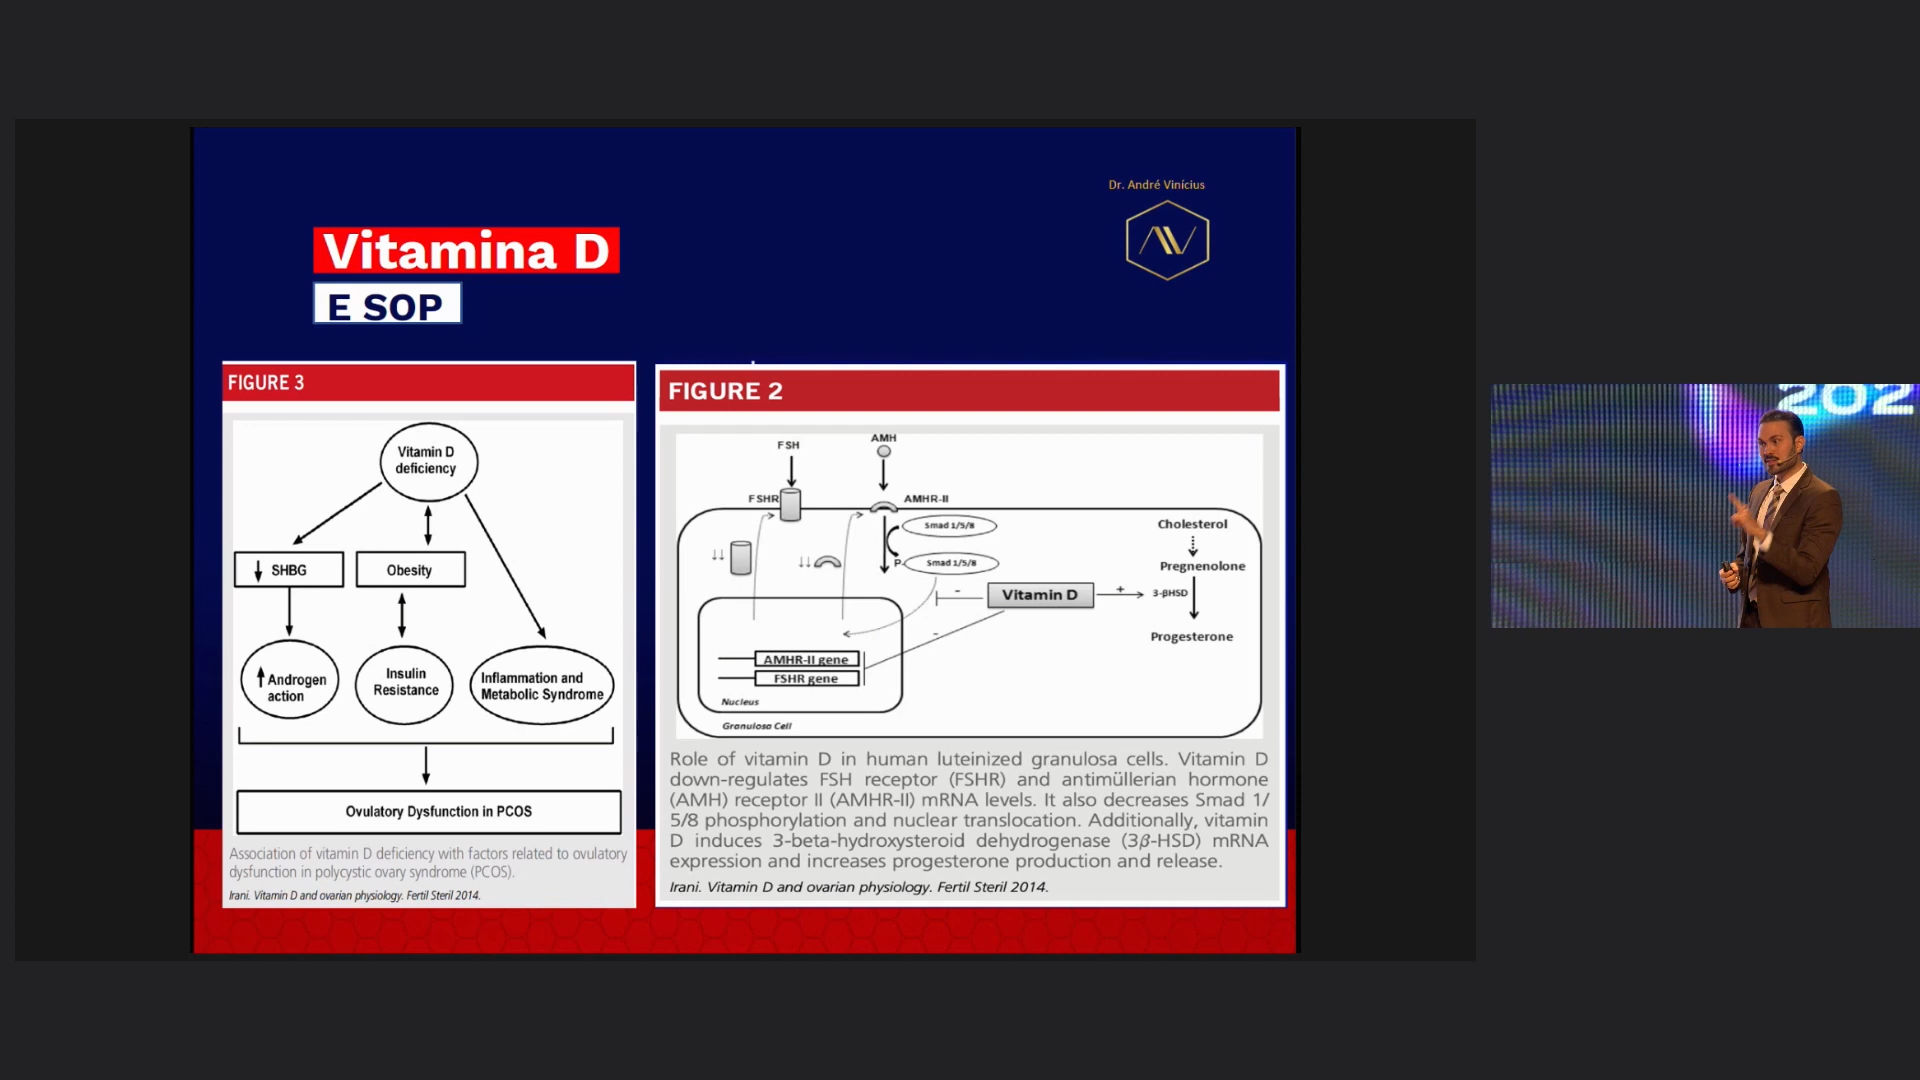 Dr. André Vinícius
Vitamina D
E SOP
FIGURE 3
Vitamin D
deficiency
SHBG
Obesity
Androgen
action
Insulin
Resistance
Inflammation and
Metabolic Syndrome
Ovulatory Dysfunction in PCOS
Association of vitamin D deficiency with factors related to ovulatory
dysfunction in polycystic ovary syndrome (PCOS).
Irani. Vitamin D and ovarian physiology. Fertil Steril 2014.
FIGURE 2
FSH
AMH
FSHR
AMHR-II
Smad 1/5/8
P-
Smad 1/5/8
Cholesterol
Pregnenolone
Vitamin D
+
3-βHSD
-
-
Progesterone
AMHR-II gene
FSHR gene
Nucleus
Granulosa Cell
Role of vitamin D in human luteinized granulosa cells. Vitamin D
down-regulates FSH receptor (FSHR) and antimüllerian hormone
(AMH) receptor II (AMHR-II) mRNA levels. It also decreases Smad 1/
5/8 phosphorylation and nuclear translocation. Additionally, vitamin
D induces 3-beta-hydroxysteroid dehydrogenase (3β-HSD) mRNA
expression and increases progesterone production and release.
Irani. Vitamin D and ovarian physiology. Fertil Steril 2014.
202